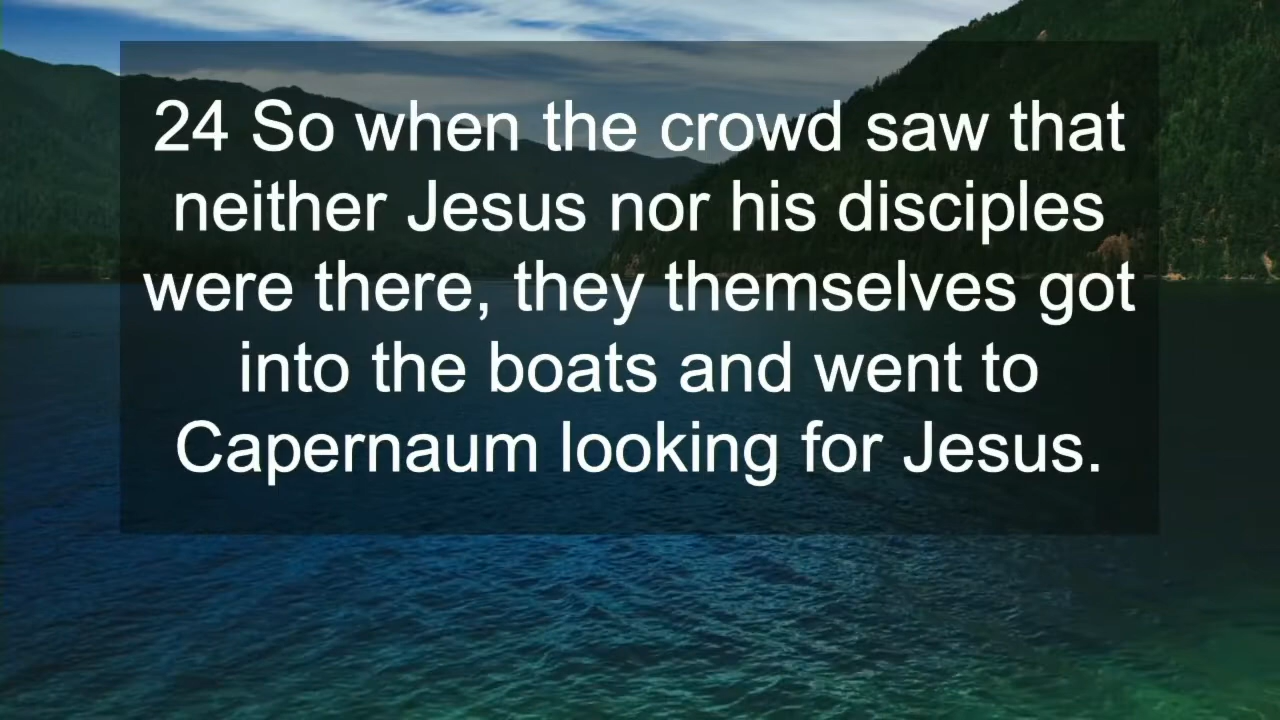 24 So when the crowd saw that
neither Jesus nor his disciples
were there, they themselves got
into the boats and went to
Capernaum looking for Jesus.